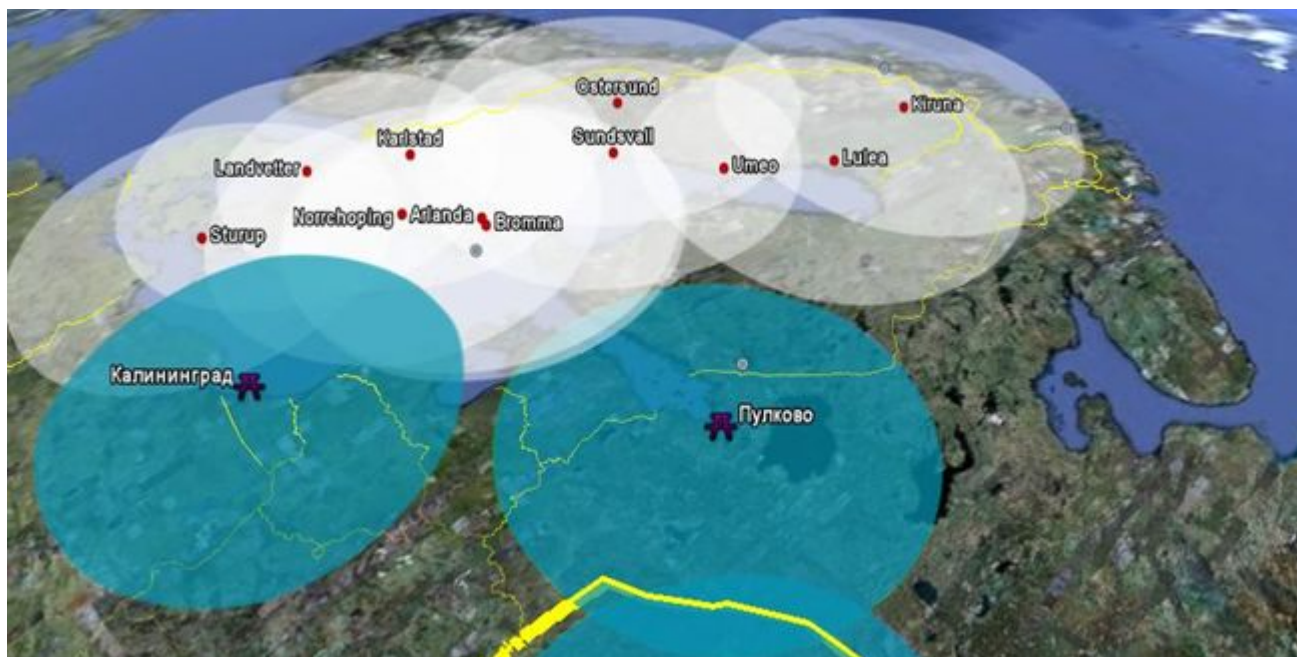 Ostersund
Kiruna
Karlstad
Sundsvall
Landvetter
Umeo
Lulea
Norrchoping
Arlanda
Bromma
Sturup
Калининград
Пулково